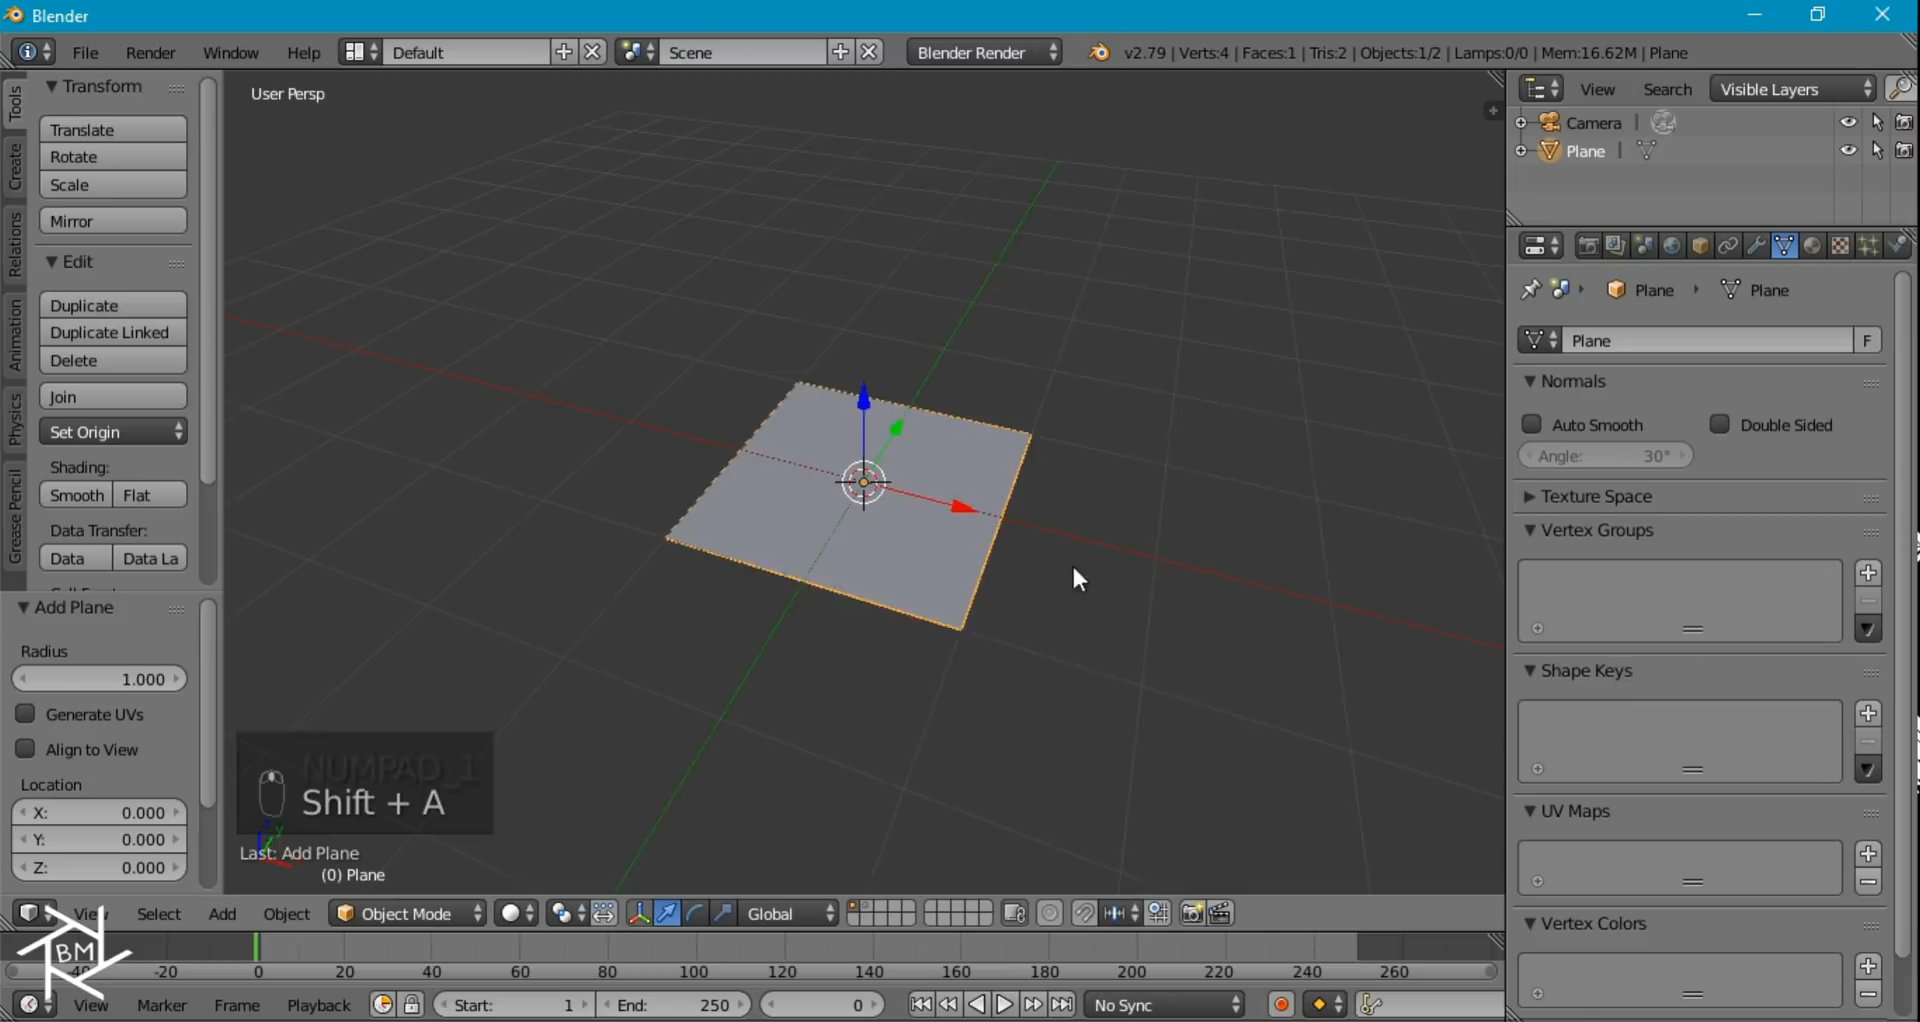 Blender
File Render Window Help Default Scene Blender Render v2.79 | Verts:4 | Faces:1 | Tris:2 | Objects:1/2 | Lamps:0/0 | Mem:16.62M | Plane
Tools
Create
Relations
Animation
Physics
Grease Pencil
Transform
Translate
Rotate
Scale
Mirror
Edit
Duplicate
Duplicate Linked
Delete
Join
Set Origin
Shading:
Smooth Flat
Data Transfer:
Data Data La
Add Plane
Radius
1.000
Generate UVs
Align to View
Location
X: 0.000
Y: 0.000
Z: 0.000
User Persp
NUMPAD_1
Shift + A
Last: Add Plane
(0) Plane
View Select Add Object Object Mode Global
BM
-40 -20 0 20 40 60 80 100 120 140 160 180 200 220 240 260
View Marker Frame Playback Start: 1 End: 250 0 No Sync
View Search Visible Layers
Camera
Plane
Plane Plane
Plane F
Normals
Auto Smooth Double Sided
Angle: 30°
Texture Space
Vertex Groups
Shape Keys
UV Maps
Vertex Colors